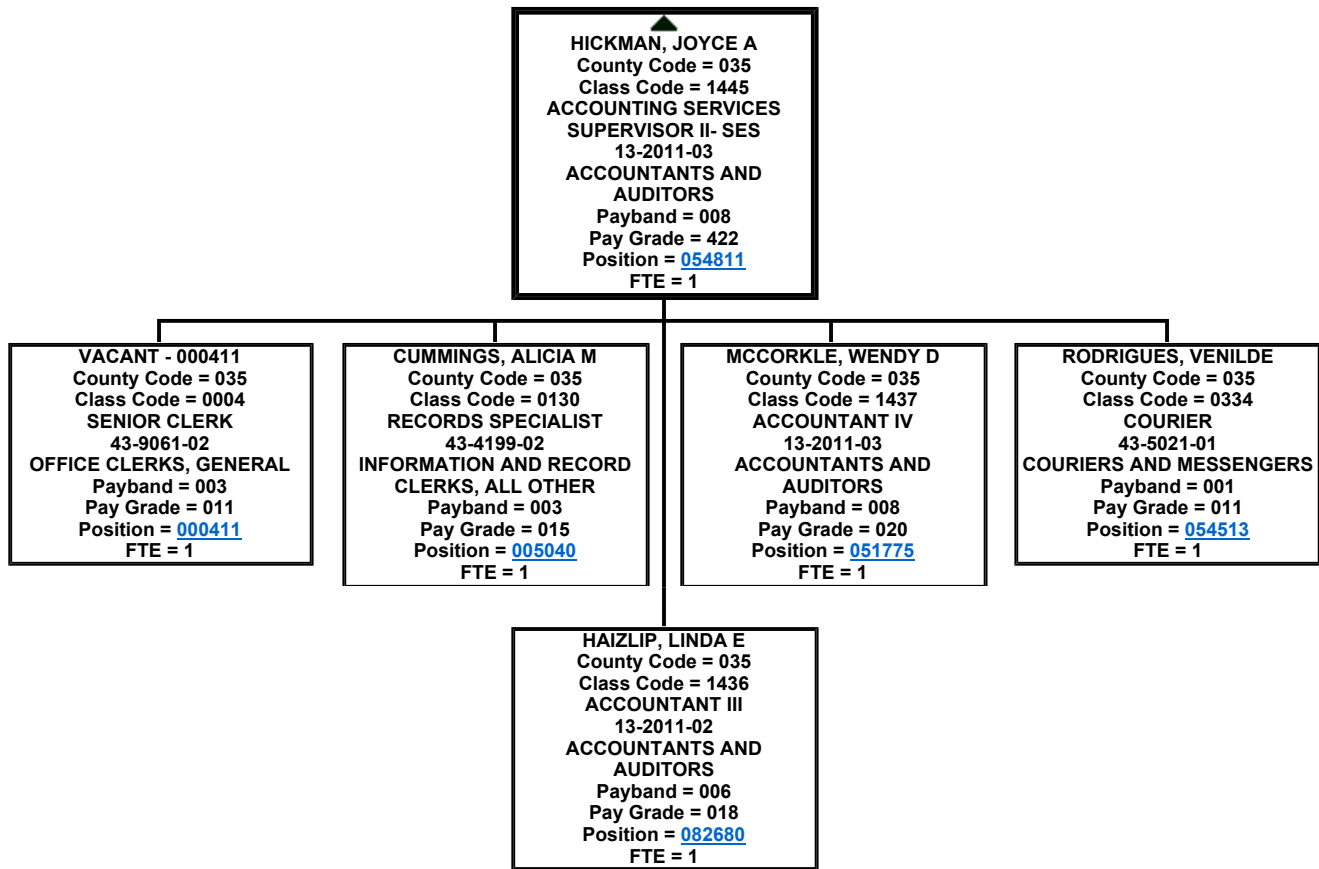 HICKMAN, JOYCE A
County Code = 035
Class Code = 1445
ACCOUNTING SERVICES
SUPERVISOR II- SES
13-2011-03
ACCOUNTANTS AND
AUDITORS
Payband = 008
Pay Grade = 422
Position = 054811
FTE = 1
VACANT - 000411
County Code = 035
Class Code = 0004
SENIOR CLERK
43-9061-02
OFFICE CLERKS, GENERAL
Payband = 003
Pay Grade = 011
Position = 000411
FTE = 1
CUMMINGS, ALICIA M
County Code = 035
Class Code = 0130
RECORDS SPECIALIST
43-4199-02
INFORMATION AND RECORD
CLERKS, ALL OTHER
Payband = 003
Pay Grade = 015
Position = 005040
FTE = 1
MCCORKLE, WENDY D
County Code = 035
Class Code = 1437
ACCOUNTANT IV
13-2011-03
ACCOUNTANTS AND
AUDITORS
Payband = 008
Pay Grade = 020
Position = 051775
FTE = 1
RODRIGUES, VENILDE
County Code = 035
Class Code = 0334
COURIER
43-5021-01
COURIERS AND MESSENGERS
Payband = 001
Pay Grade = 011
Position = 054513
FTE = 1
HAIZLIP, LINDA E
County Code = 035
Class Code = 1436
ACCOUNTANT III
13-2011-02
ACCOUNTANTS AND
AUDITORS
Payband = 006
Pay Grade = 018
Position = 082680
FTE = 1